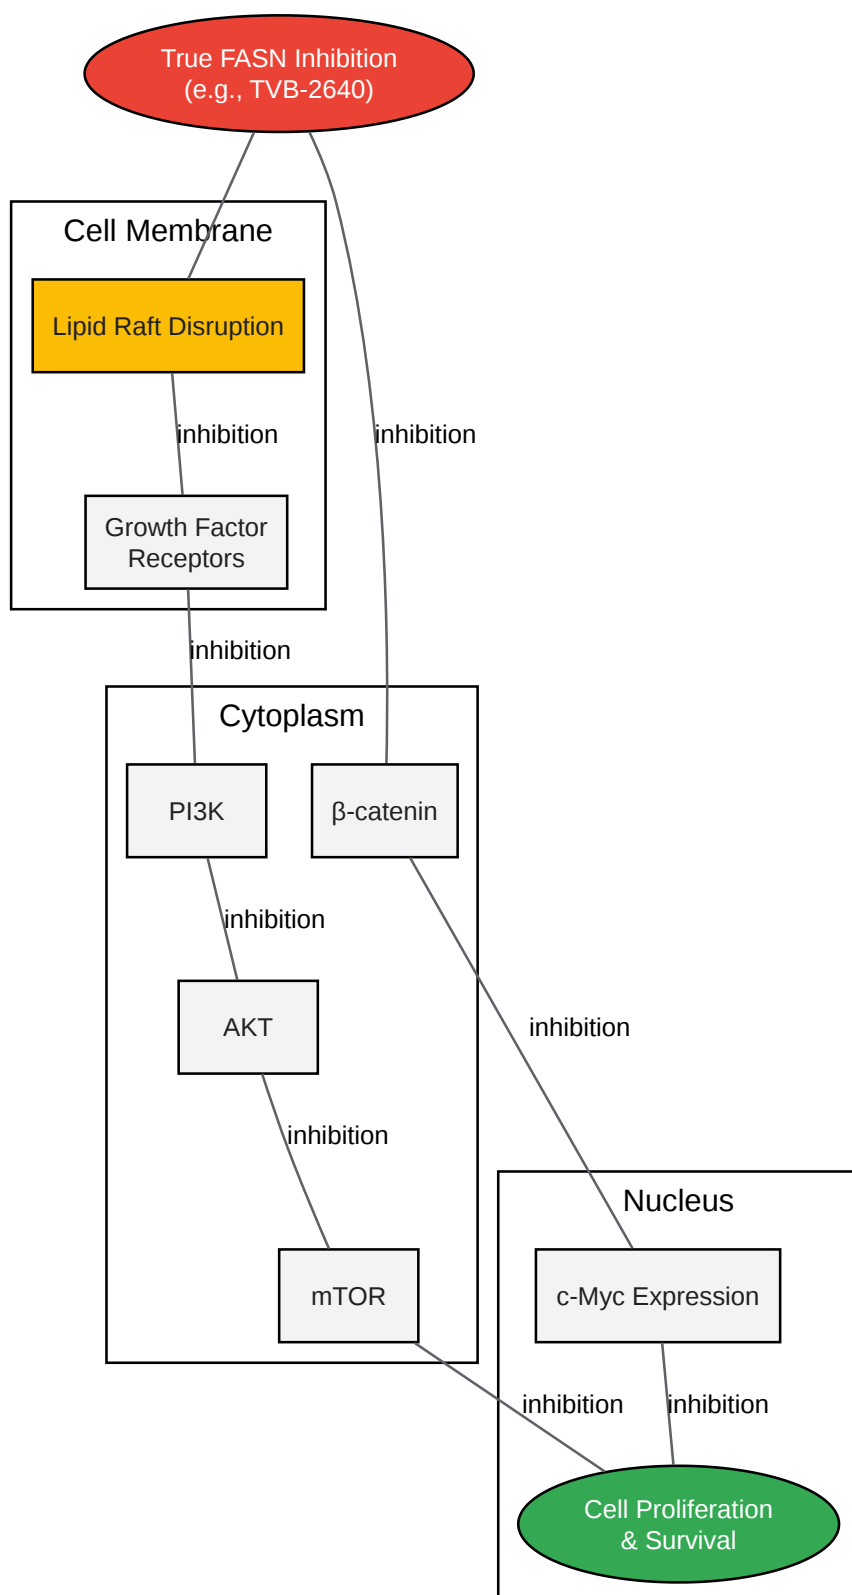 True FASN Inhibition
(e.g., TVB-2640)
Cell Membrane
Lipid Raft Disruption
inhibition
inhibition
Growth Factor
Receptors
inhibition
Cytoplasm
PI3K
β-catenin
inhibition
AKT
inhibition
inhibition
Nucleus
mTOR
c-Myc Expression
inhibition
inhibition
Cell Proliferation
& Survival